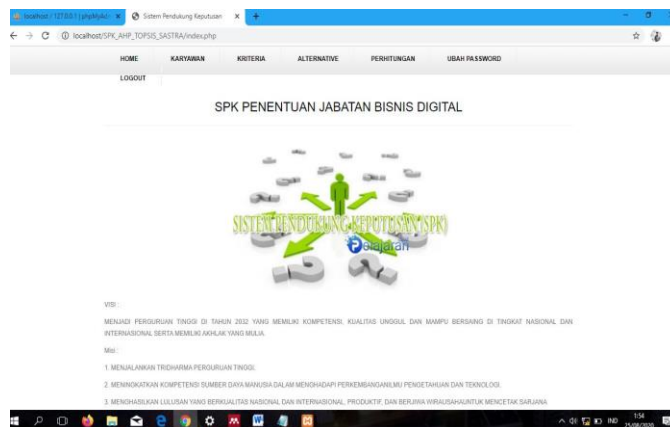 localhost / 127.0.0.1 | phpMyAd
Sistem Pendukung Keputusan
localhost/SPK_AHP_TOPSIS_SASTRA/index.php
HOME KARYAWAN KRITERIA ALTERNATIVE PERHITUNGAN UBAH PASSWORD
LOGOUT
SPK PENENTUAN JABATAN BISNIS DIGITAL
SISTEM PENDUKUNG KEPUTUSAN (SPK)
Pelajaran
VISI :
MENJADI PERGURUAN TINGGI DI TAHUN 2032 YANG MEMILIKI KOMPETENSI, KUALITAS UNGGUL DAN MAMPU BERSAING DI TINGKAT NASIONAL DAN
INTERNASIONAL SERTA MEMILIKI AKHLAK YANG MULIA.
Misi :
1. MENJALANKAN TRIDHARMA PERGURUAN TINGGI.
2. MENINGKATKAN KOMPETENSI SUMBER DAYA MANUSIA DALAM MENGHADAPI PERKEMBANGANILMU PENGETAHUAN DAN TEKNOLOGI.
3. MENGHASILKAN LULUSAN YANG BERKUALITAS NASIONAL DAN INTERNASIONAL, PRODUKTIF, DAN BERJIWA WIRAUSAHAUNTUK MENCETAK SARJANA
IND
1:54
15/08/2020